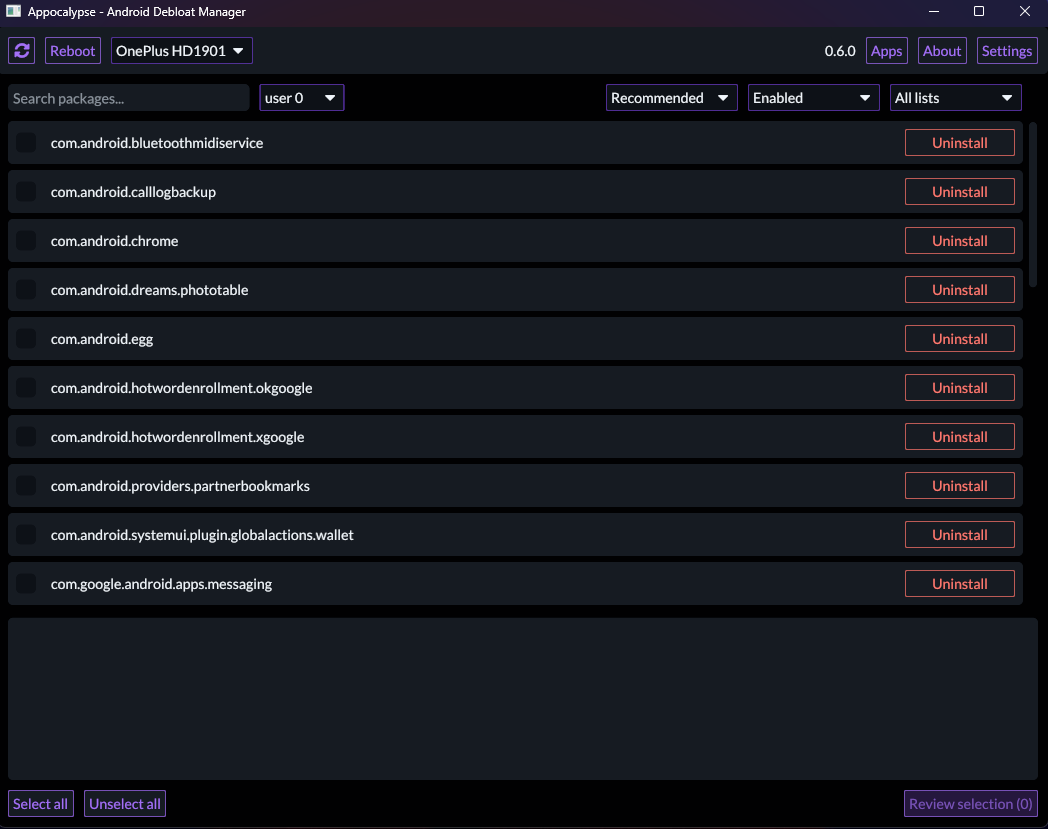 Appocalypse - Android Debloat Manager
Reboot OnePlus HD1901 0.6.0 Apps About Settings
Search packages... user 0 Recommended Enabled All lists
com.android.bluetoothmidiservice Uninstall
com.android.calllogbackup Uninstall
com.android.chrome Uninstall
com.android.dreams.phototable Uninstall
com.android.egg Uninstall
com.android.hotwordenrollment.okgoogle Uninstall
com.android.hotwordenrollment.xgoogle Uninstall
com.android.providers.partnerbookmarks Uninstall
com.android.systemui.plugin.globalactions.wallet Uninstall
com.google.android.apps.messaging Uninstall
Select all Unselect all Review selection (0)